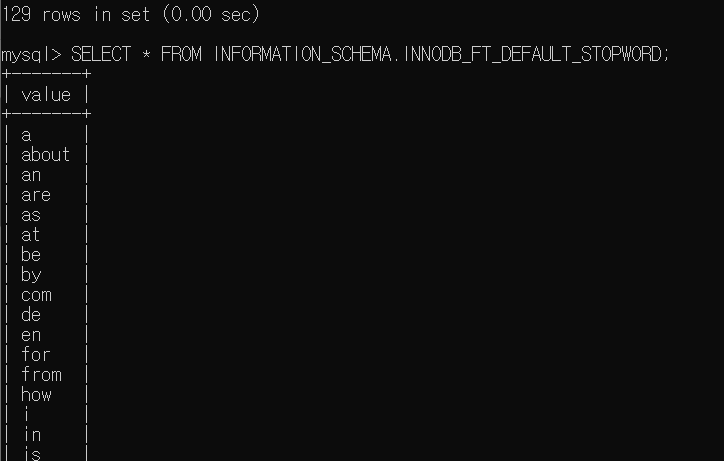 129 rows in set (0.00 sec)
mysql> SELECT * FROM INFORMATION_SCHEMA.INNODB_FT_DEFAULT_STOPWORD;
+-------+
| value |
+-------+
| a     |
| about |
| an    |
| are   |
| as    |
| at    |
| be    |
| by    |
| com   |
| de    |
| en    |
| for   |
| from  |
| how   |
| i     |
| in    |
| is    |